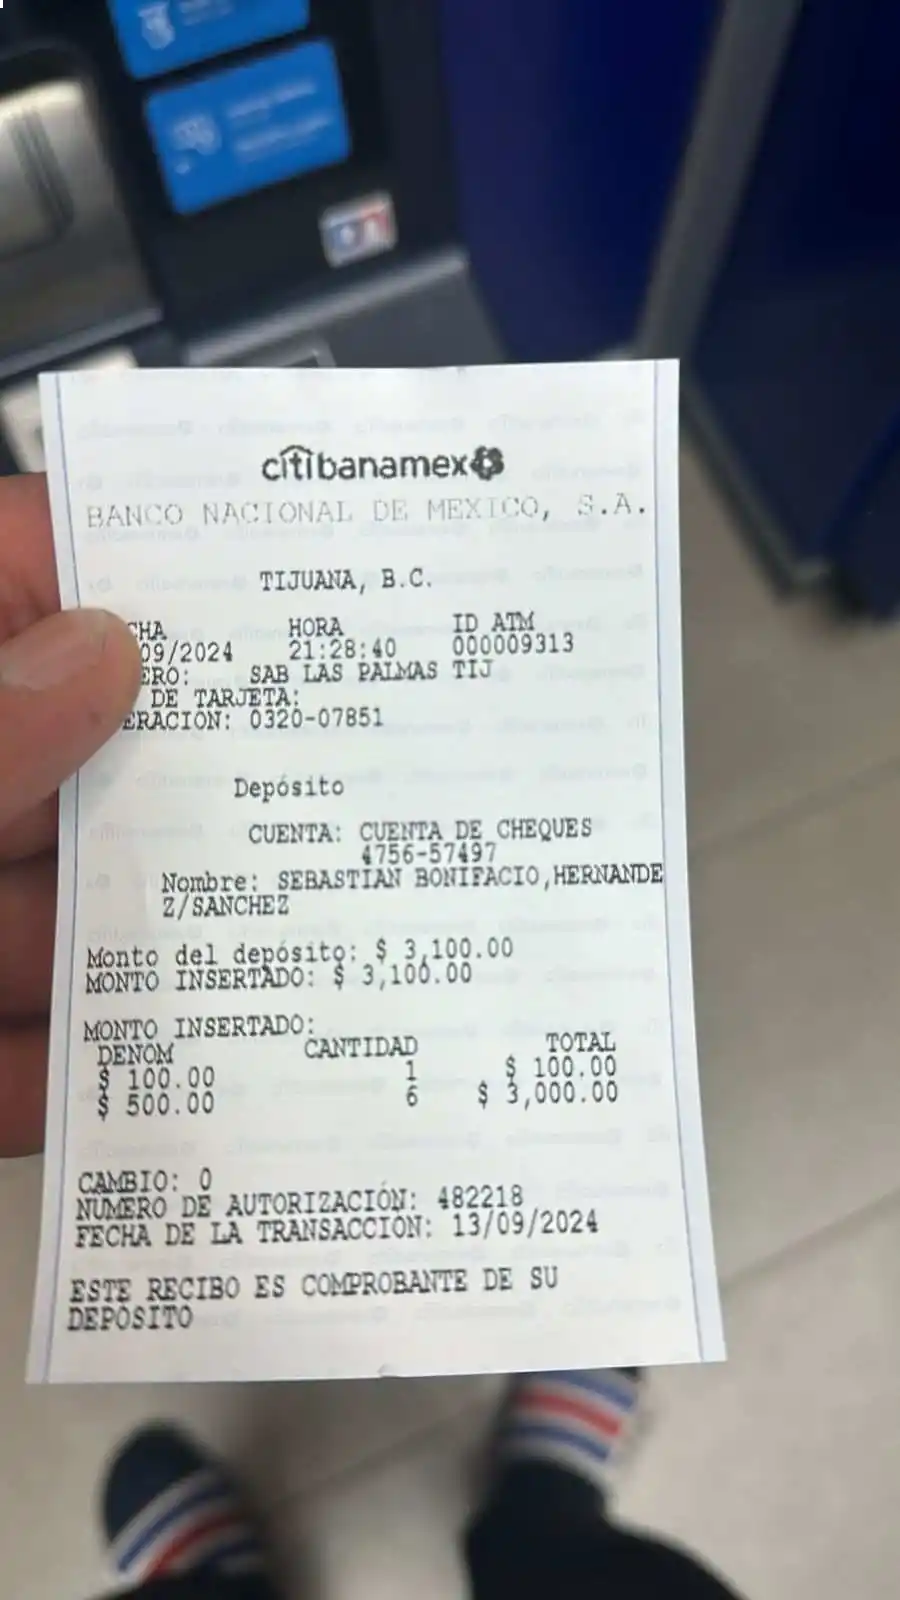 citibanamex
BANCO NACIONAL DE MEXICO, S.A.
TIJUANA, B.C.
CHA HORA ID ATM
09/2024 21:28:40 000009313
ERO: SAB LAS PALMAS TIJ
DE TARJETA:
ERACION: 0320-07851
Depósito
CUENTA: CUENTA DE CHEQUES
4756-57497
Nombre: SEBASTIAN BONIFACIO,HERNANDE
Z/SANCHEZ
Monto del depósito: $ 3,100.00
MONTO INSERTADO: $ 3,100.00
MONTO INSERTADO:
DENOM CANTIDAD TOTAL
$ 100.00 1 $ 100.00
$ 500.00 6 $ 3,000.00
CAMBIO: 0
NUMERO DE AUTORIZACIÓN: 482218
FECHA DE LA TRANSACCIÓN: 13/09/2024
ESTE RECIBO ES COMPROBANTE DE SU
DEPÓSITO